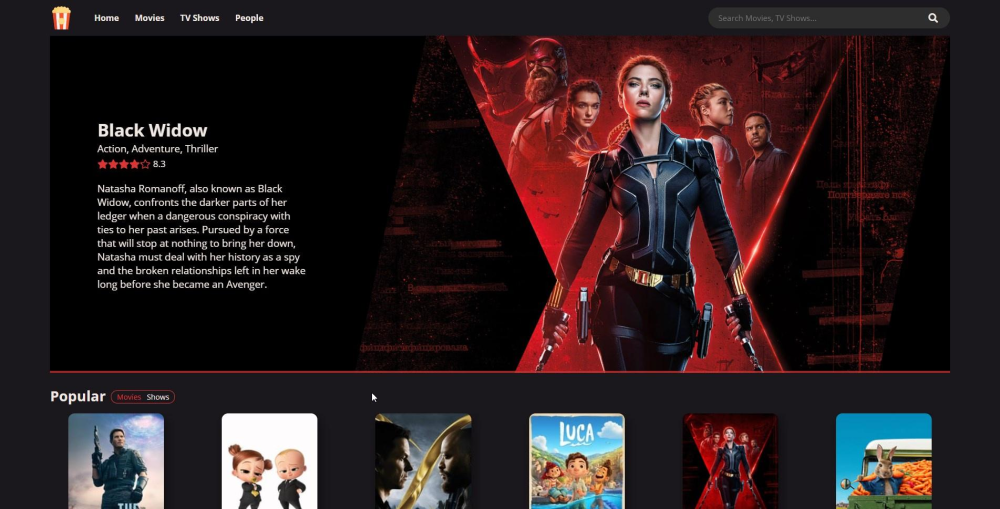 Home Movies TV Shows People
Search Movies, TV Shows...
Black Widow
Action, Adventure, Thriller
8.3
Natasha Romanoff, also known as Black
Widow, confronts the darker parts of her
ledger when a dangerous conspiracy with
ties to her past arises. Pursued by a force
that will stop at nothing to bring her down,
Natasha must deal with her history as a spy
and the broken relationships left in her wake
long before she became an Avenger.
Popular Movies Shows
LUCA